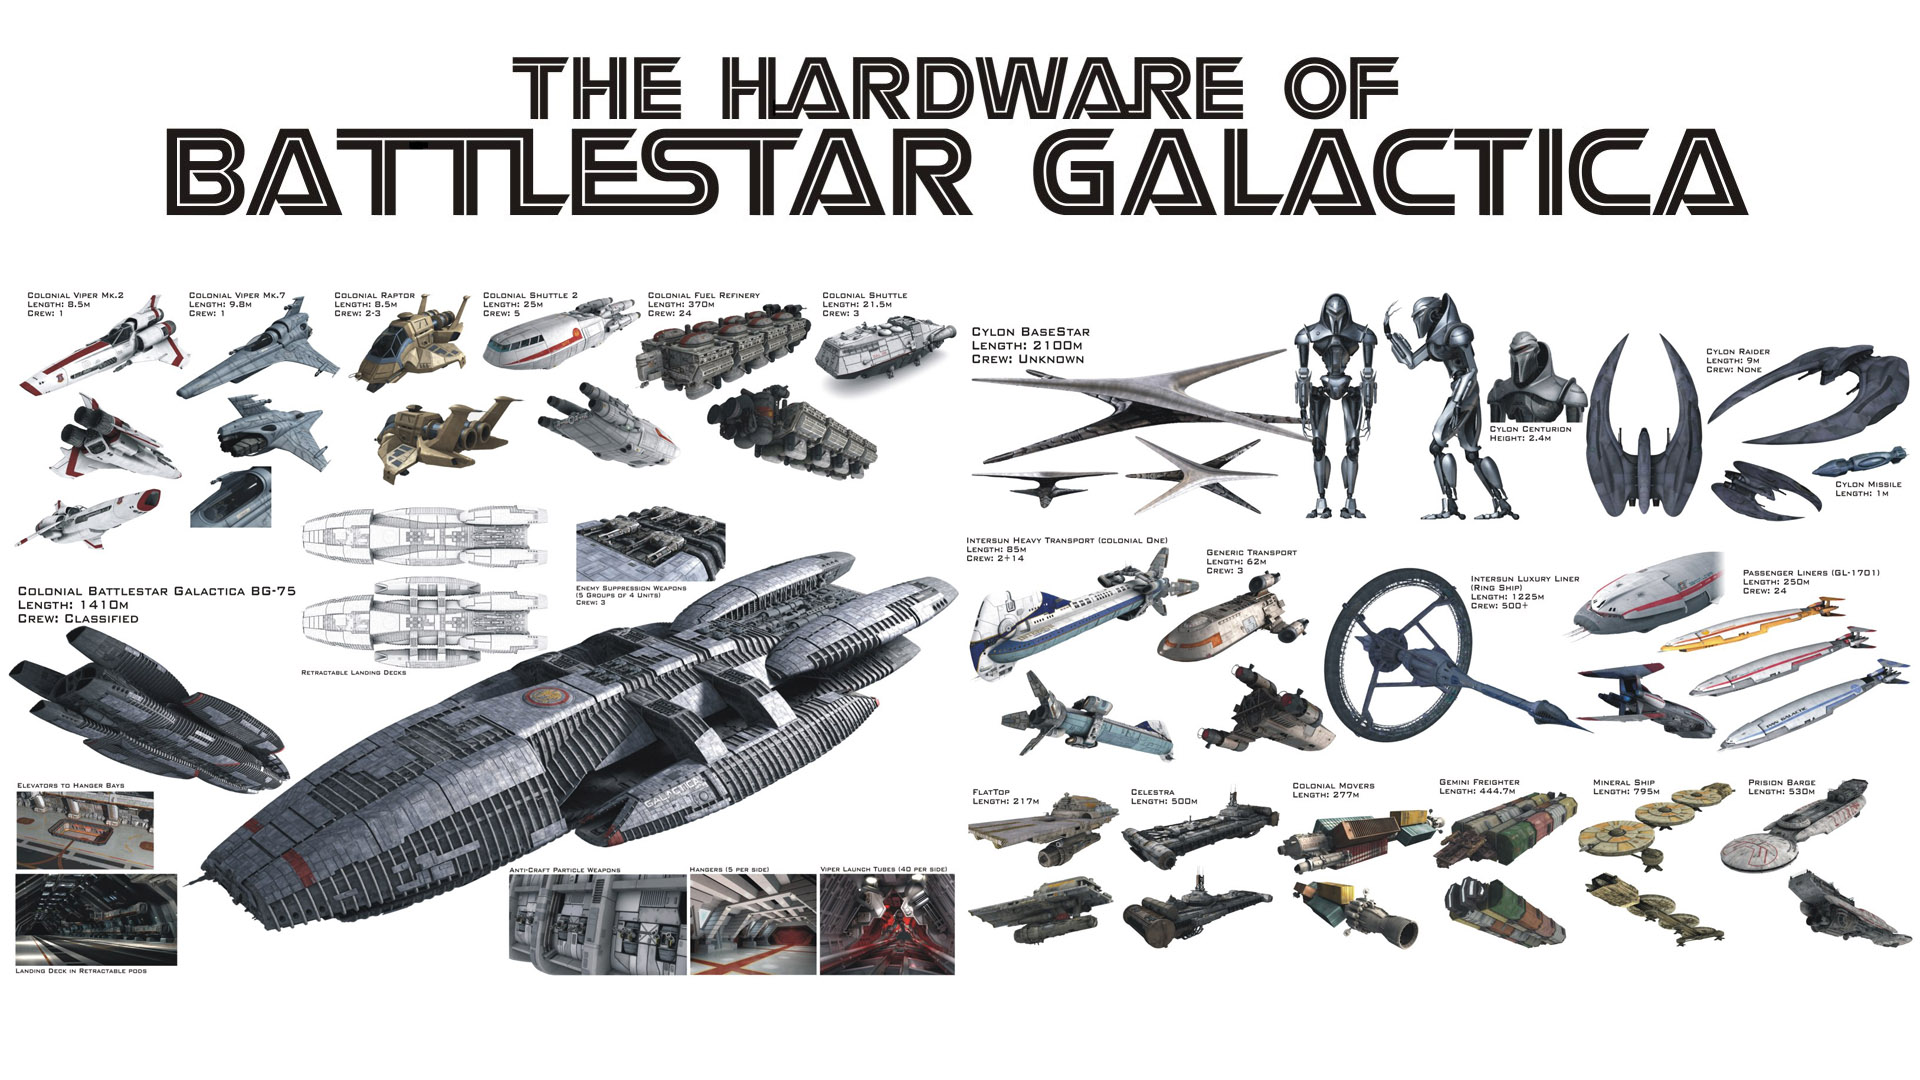 THE HARDWARE OF
BATTLESTAR GALACTICA
Colonial Viper Mk.2
Length: 8.5m
Crew: 1
Colonial Viper Mk.7
Length: 9.8m
Crew: 1
Colonial Raptor
Length: 8.5m
Crew: 2-3
Colonial Shuttle 2
Length: 25m
Crew: 5
Colonial Fuel Refinery
Length: 370m
Crew: 24
Colonial Shuttle
Length: 21.5m
Crew: 3
Cylon BaseStar
Length: 2100m
Crew: Unknown
Cylon Centurion
Height: 2.4m
Cylon Raider
Length: 9m
Crew: None
Cylon Missile
Length: 1m
Colonial Battlestar Galactica BG-75
Length: 1410m
Crew: Classified
Retractable Landing Decks
Enemy Suppression Weapons
(5 Groups of 4 Units)
Crew: 3
GALACTICA
Elevators to Hanger Bays
Landing Deck in Retractable pods
Anti-Craft Particle Weapons
Hangers (5 per side)
Viper Launch Tubes (40 per side)
Intersun Heavy Transport (colonial One)
Length: 85m
Crew: 2+14
Generic Transport
Length: 62m
Crew: 3
Intersun Luxury Liner
(Ring Ship)
Length: 1225m
Crew: 500+
Passenger Liners (GL-1701)
Length: 250m
Crew: 24
FlatTop
Length: 217m
Celestra
Length: 500m
Colonial Movers
Length: 277m
Gemini Freighter
Length: 444.7m
Mineral Ship
Length: 795m
Prision Barge
Length: 530m